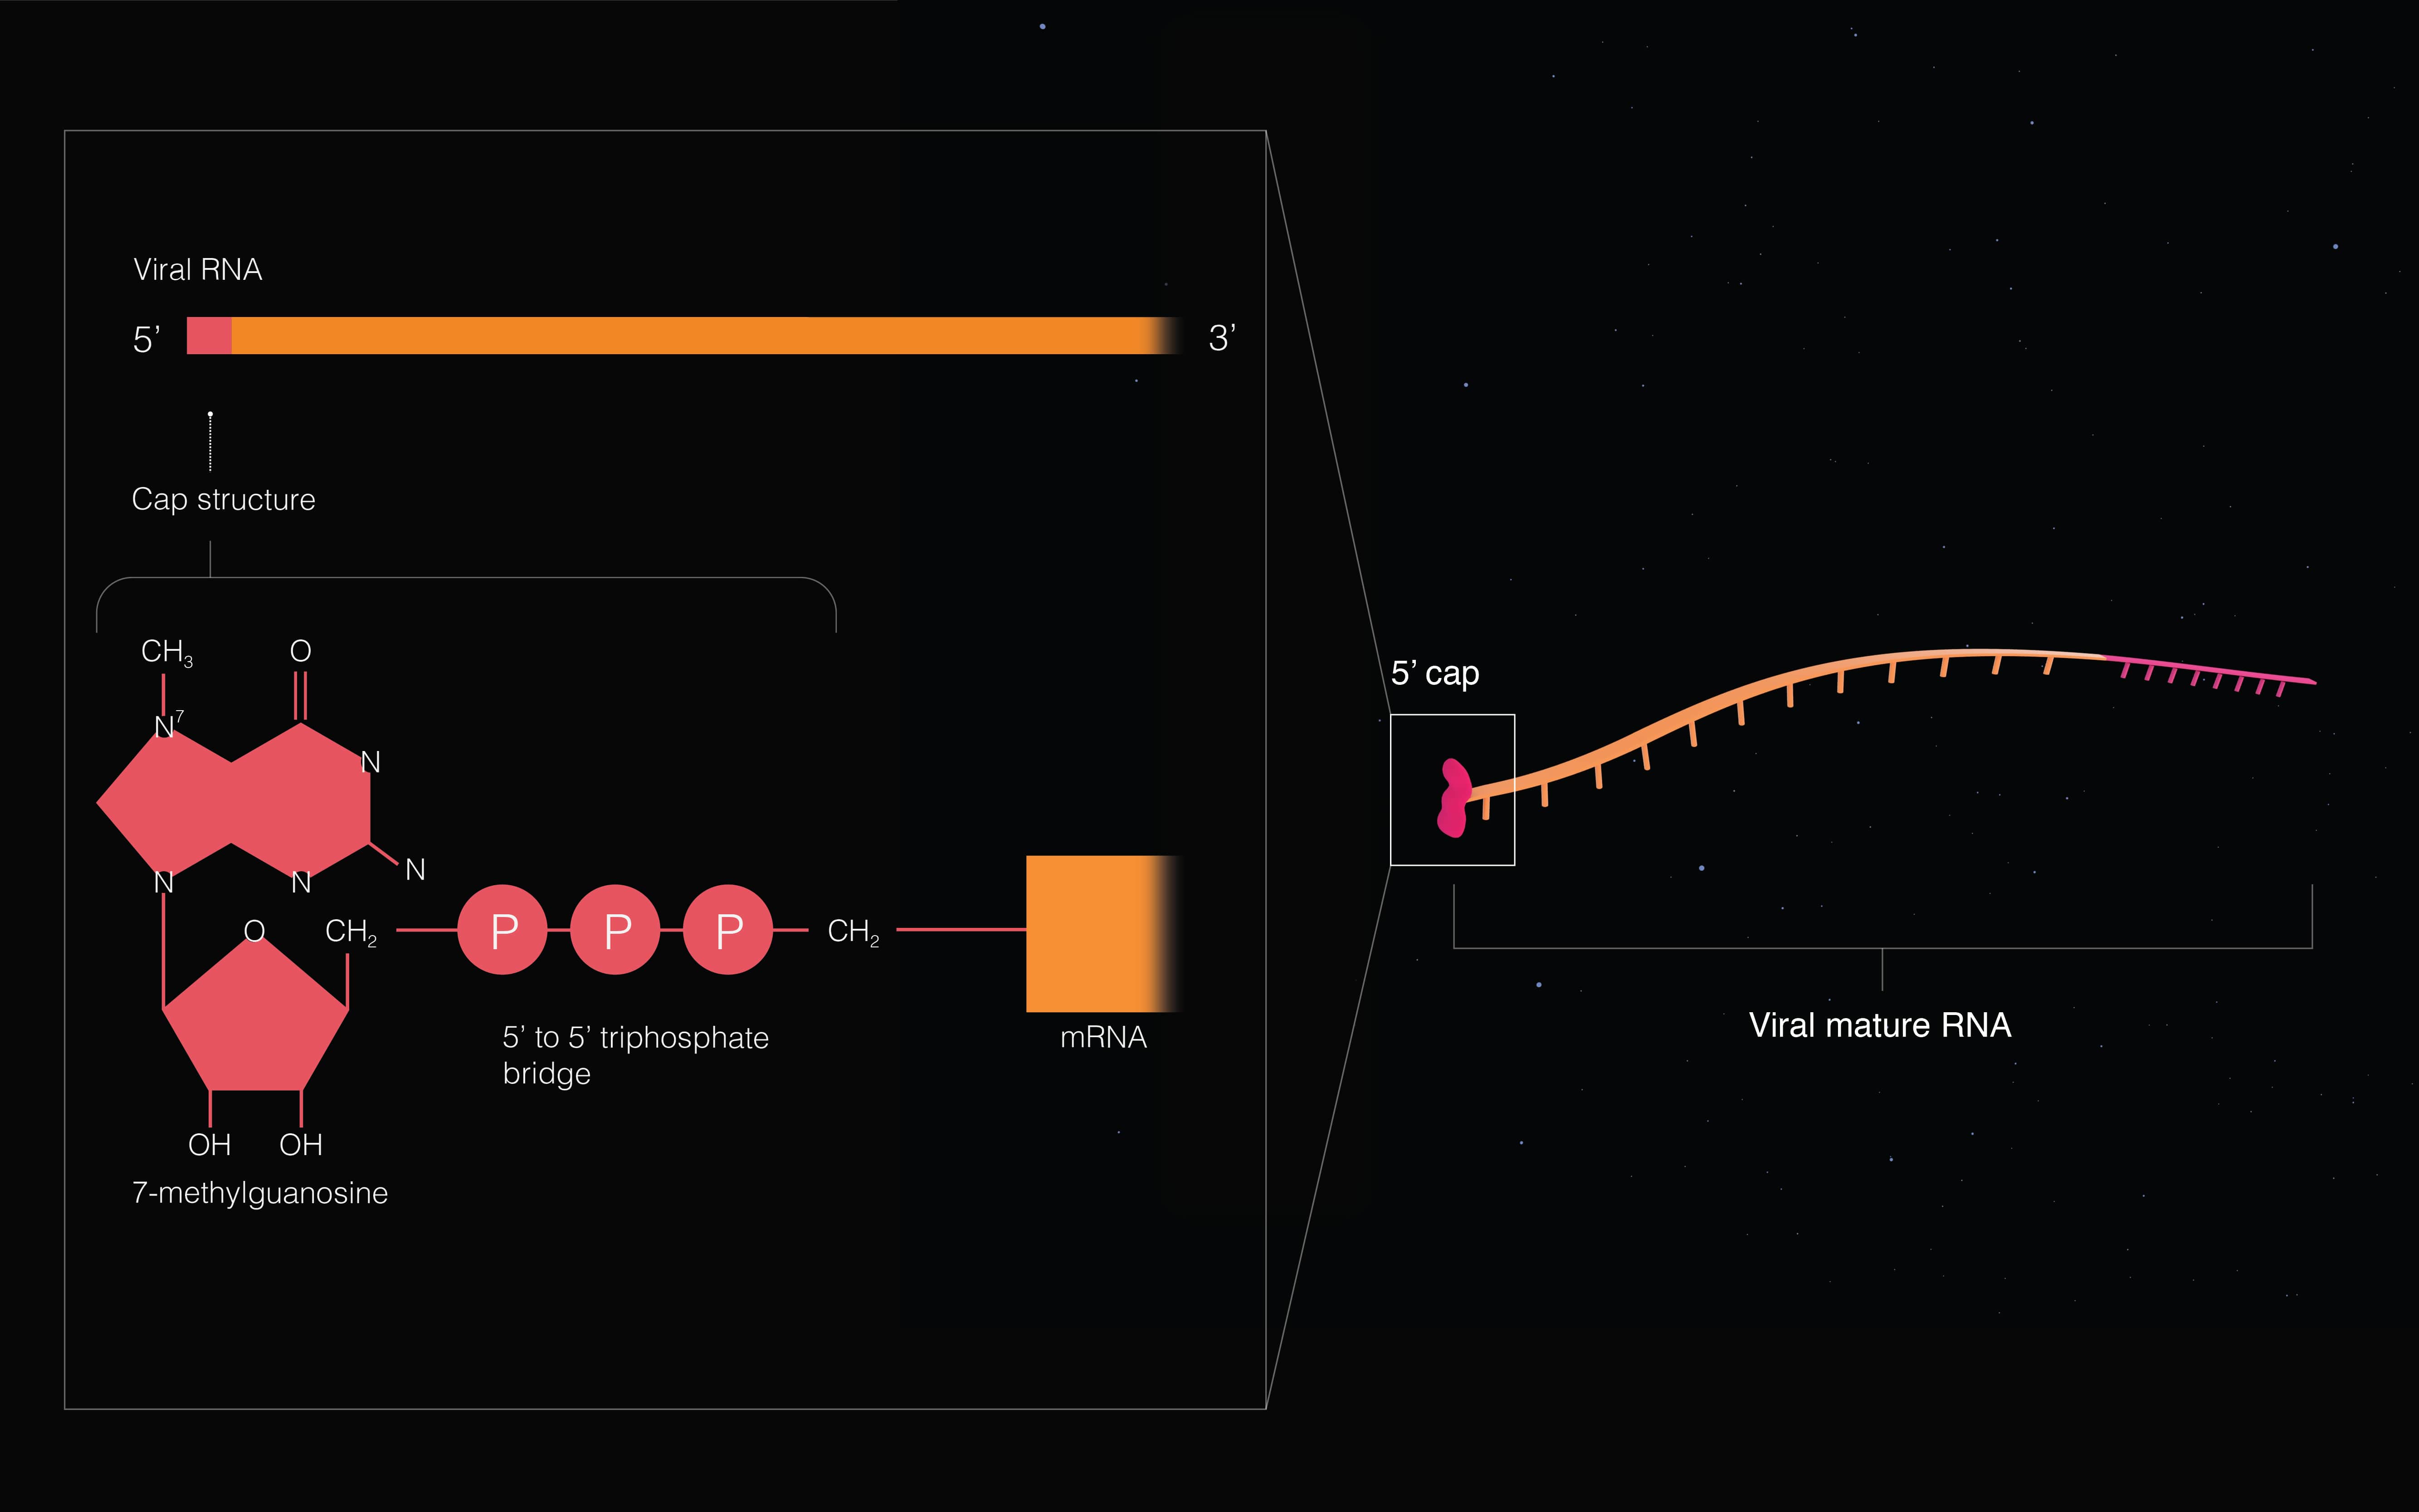 Viral RNA
5’
3’
Cap structure
CH3
O
N7
N
N
N
N
O
CH2
P
P
P
CH2
5’ to 5’ triphosphate
bridge
mRNA
OH
OH
7-methylguanosine
5’ cap
Viral mature RNA